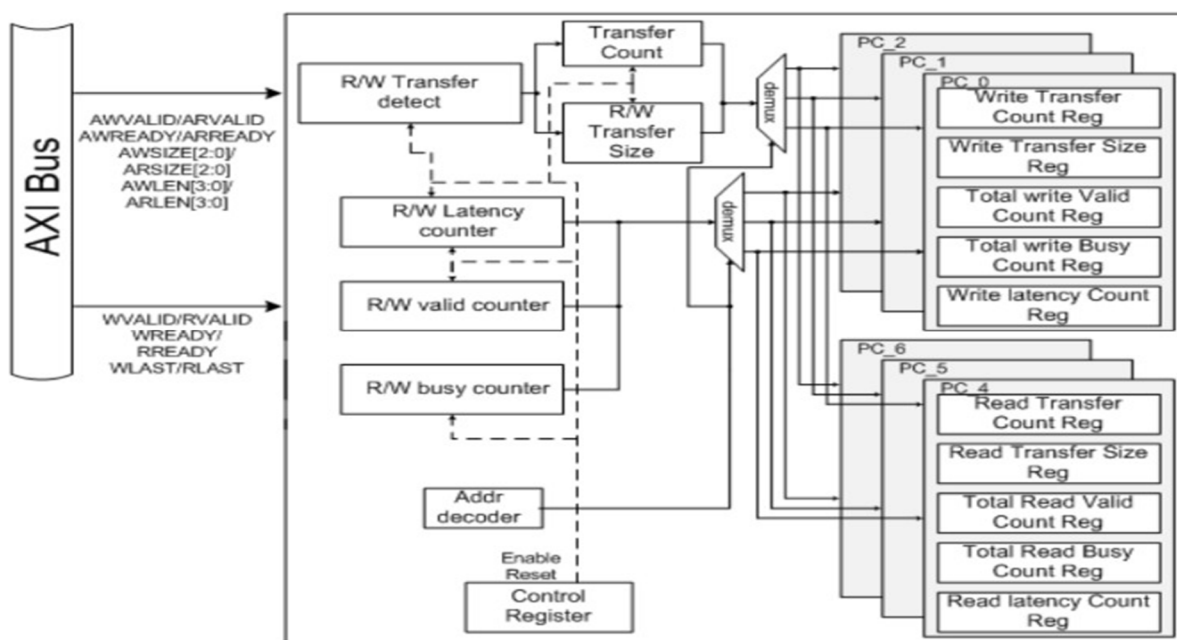 AXI Bus
AWVALID/ARVALID
AWREADY/ARREADY
AWSIZE[2:0]/
ARSIZE[2:0]
AWLEN[3:0]/
ARLEN[3:0]
WVALID/RVALID
WREADY/
RREADY
WLAST/RLAST
R/W Transfer
detect
Transfer
Count
R/W
Transfer
Size
R/W Latency
counter
R/W valid counter
R/W busy counter
Addr
decoder
Enable
Reset
Control
Register
demux
demux
PC_2
PC_1
PC_0
Write Transfer
Count Reg
Write Transfer Size
Reg
Total write Valid
Count Reg
Total write Busy
Count Reg
Write latency Count
Reg
PC_6
PC_5
PC_4
Read Transfer
Count Reg
Read Transfer Size
Reg
Total Read Valid
Count Reg
Total Read Busy
Count Reg
Read latency Count
Reg